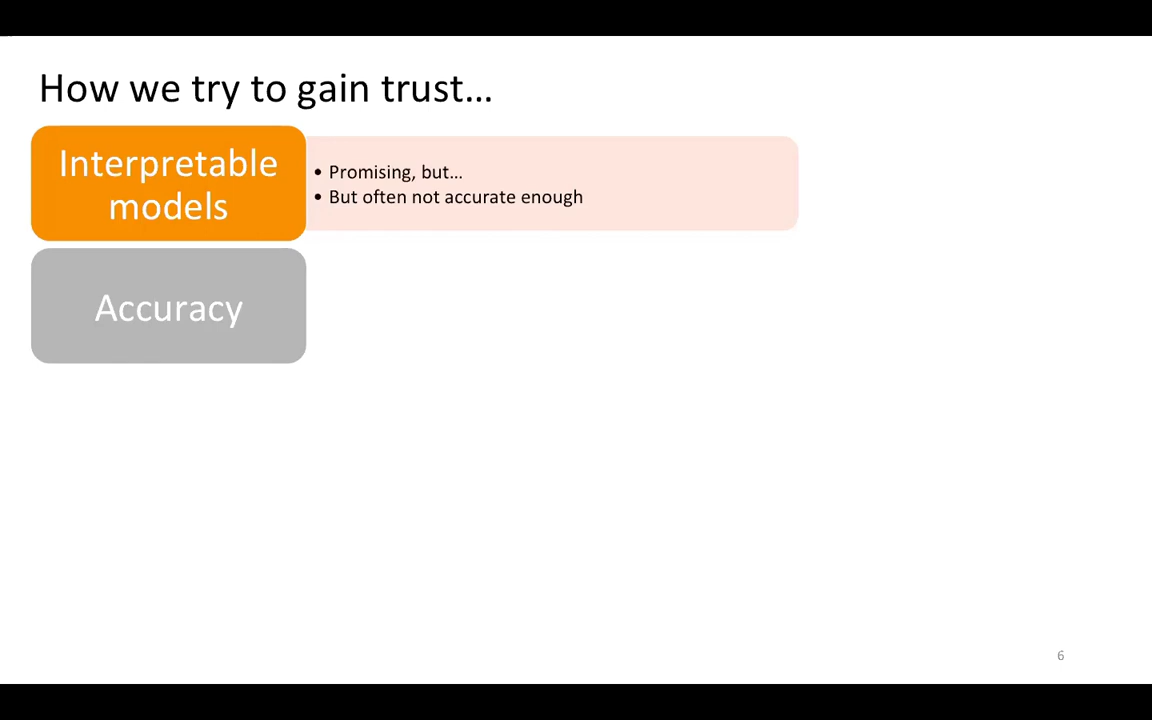 How we try to gain trust...
Interpretable
models
• Promising, but...
• But often not accurate enough
Accuracy
6